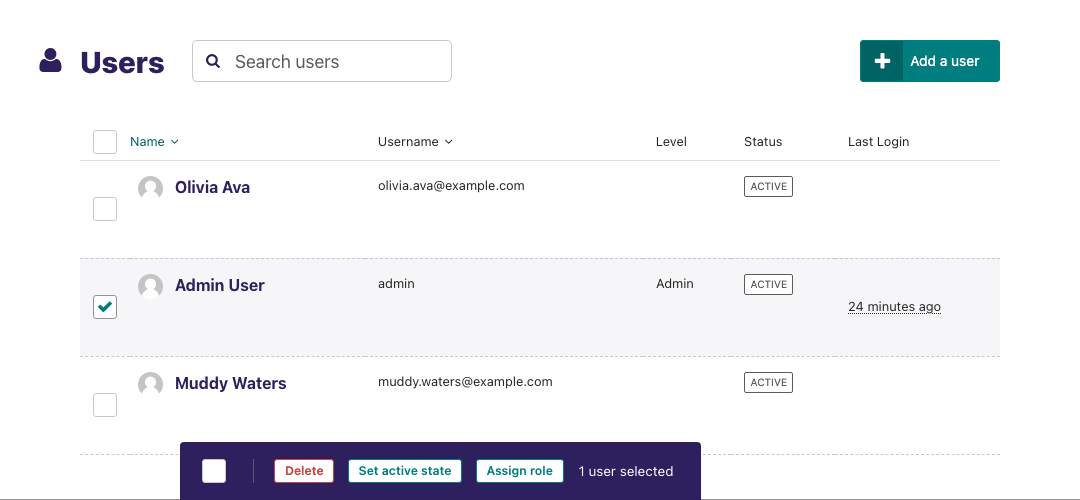 Users
Search users
Add a user
Name Username Level Status Last Login
Olivia Ava olivia.ava@example.com ACTIVE
Admin User admin Admin ACTIVE
24 minutes ago
Muddy Waters muddy.waters@example.com ACTIVE
Delete Set active state Assign role 1 user selected